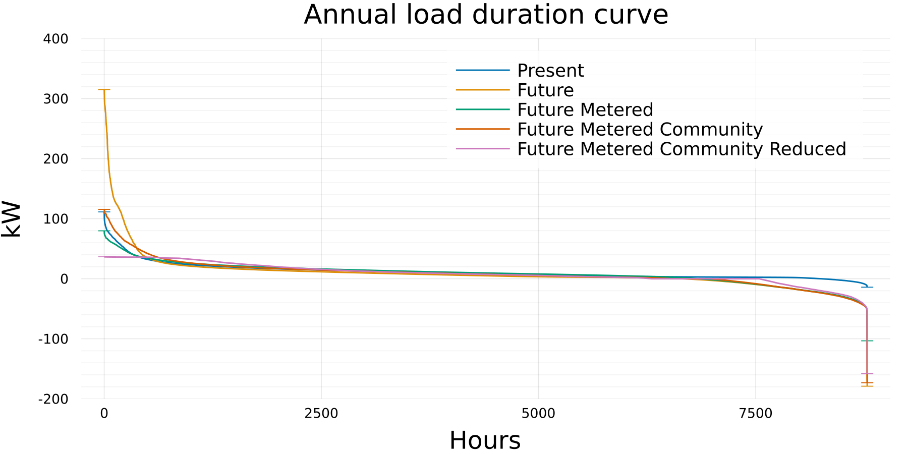 Annual load duration curve
kW
400
300
200
100
0
-100
-200
Present
Future
Future Metered
Future Metered Community
Future Metered Community Reduced
0 2500 5000 7500
Hours